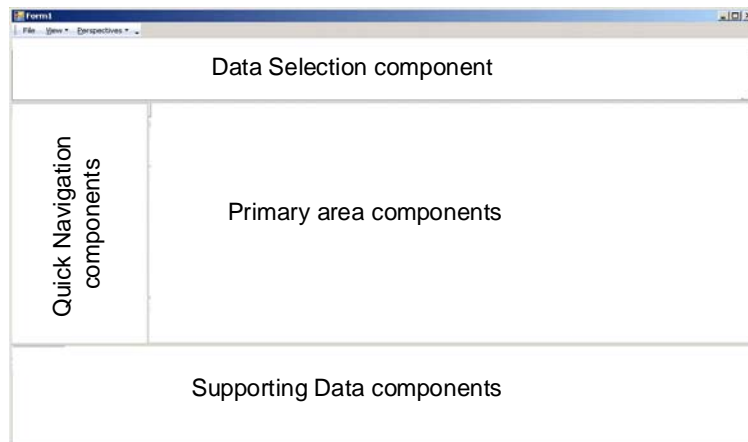 Form1
File View Perspectives
Data Selection component
Quick Navigation
components
Primary area components
Supporting Data components